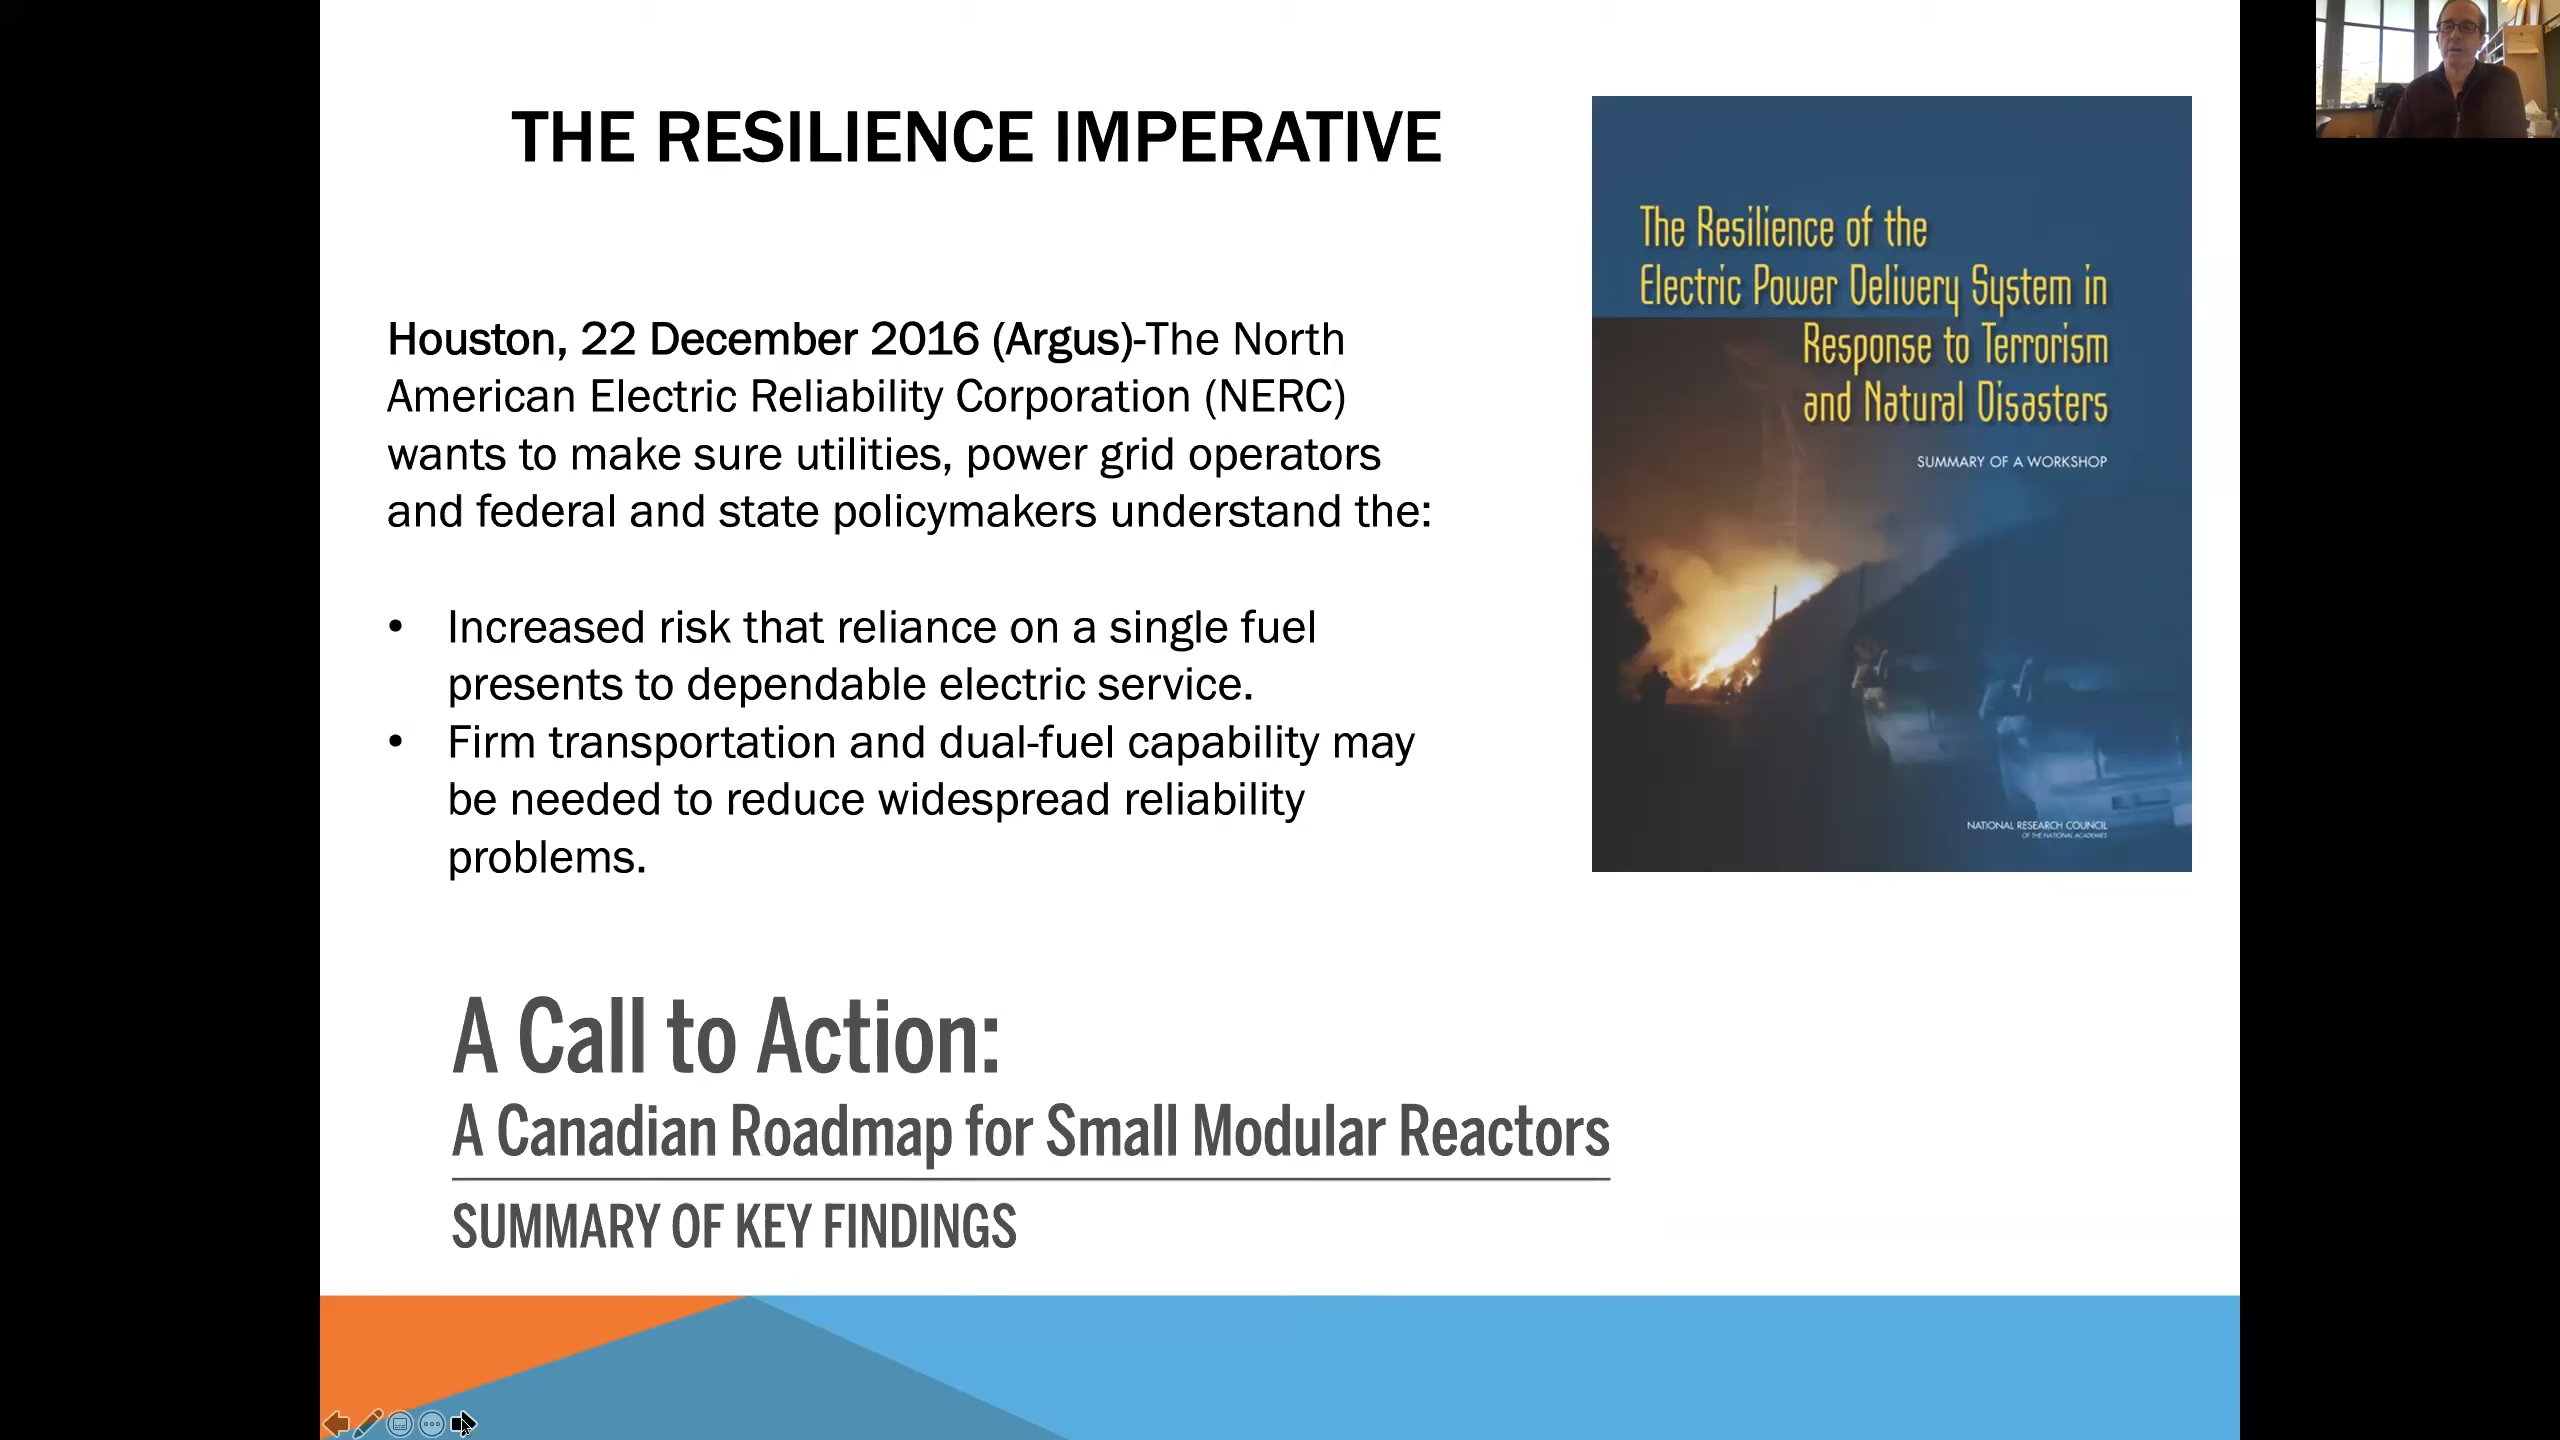 THE RESILIENCE IMPERATIVE
Houston, 22 December 2016 (Argus)-The North
American Electric Reliability Corporation (NERC)
wants to make sure utilities, power grid operators
and federal and state policymakers understand the:
• Increased risk that reliance on a single fuel
presents to dependable electric service.
• Firm transportation and dual-fuel capability may
be needed to reduce widespread reliability
problems.
The Resilience of the
Electric Power Delivery System in
Response to Terrorism
and Natural Disasters
SUMMARY OF A WORKSHOP
NATIONAL RESEARCH COUNCIL
OF THE NATIONAL ACADEMIES
A Call to Action:
A Canadian Roadmap for Small Modular Reactors
SUMMARY OF KEY FINDINGS